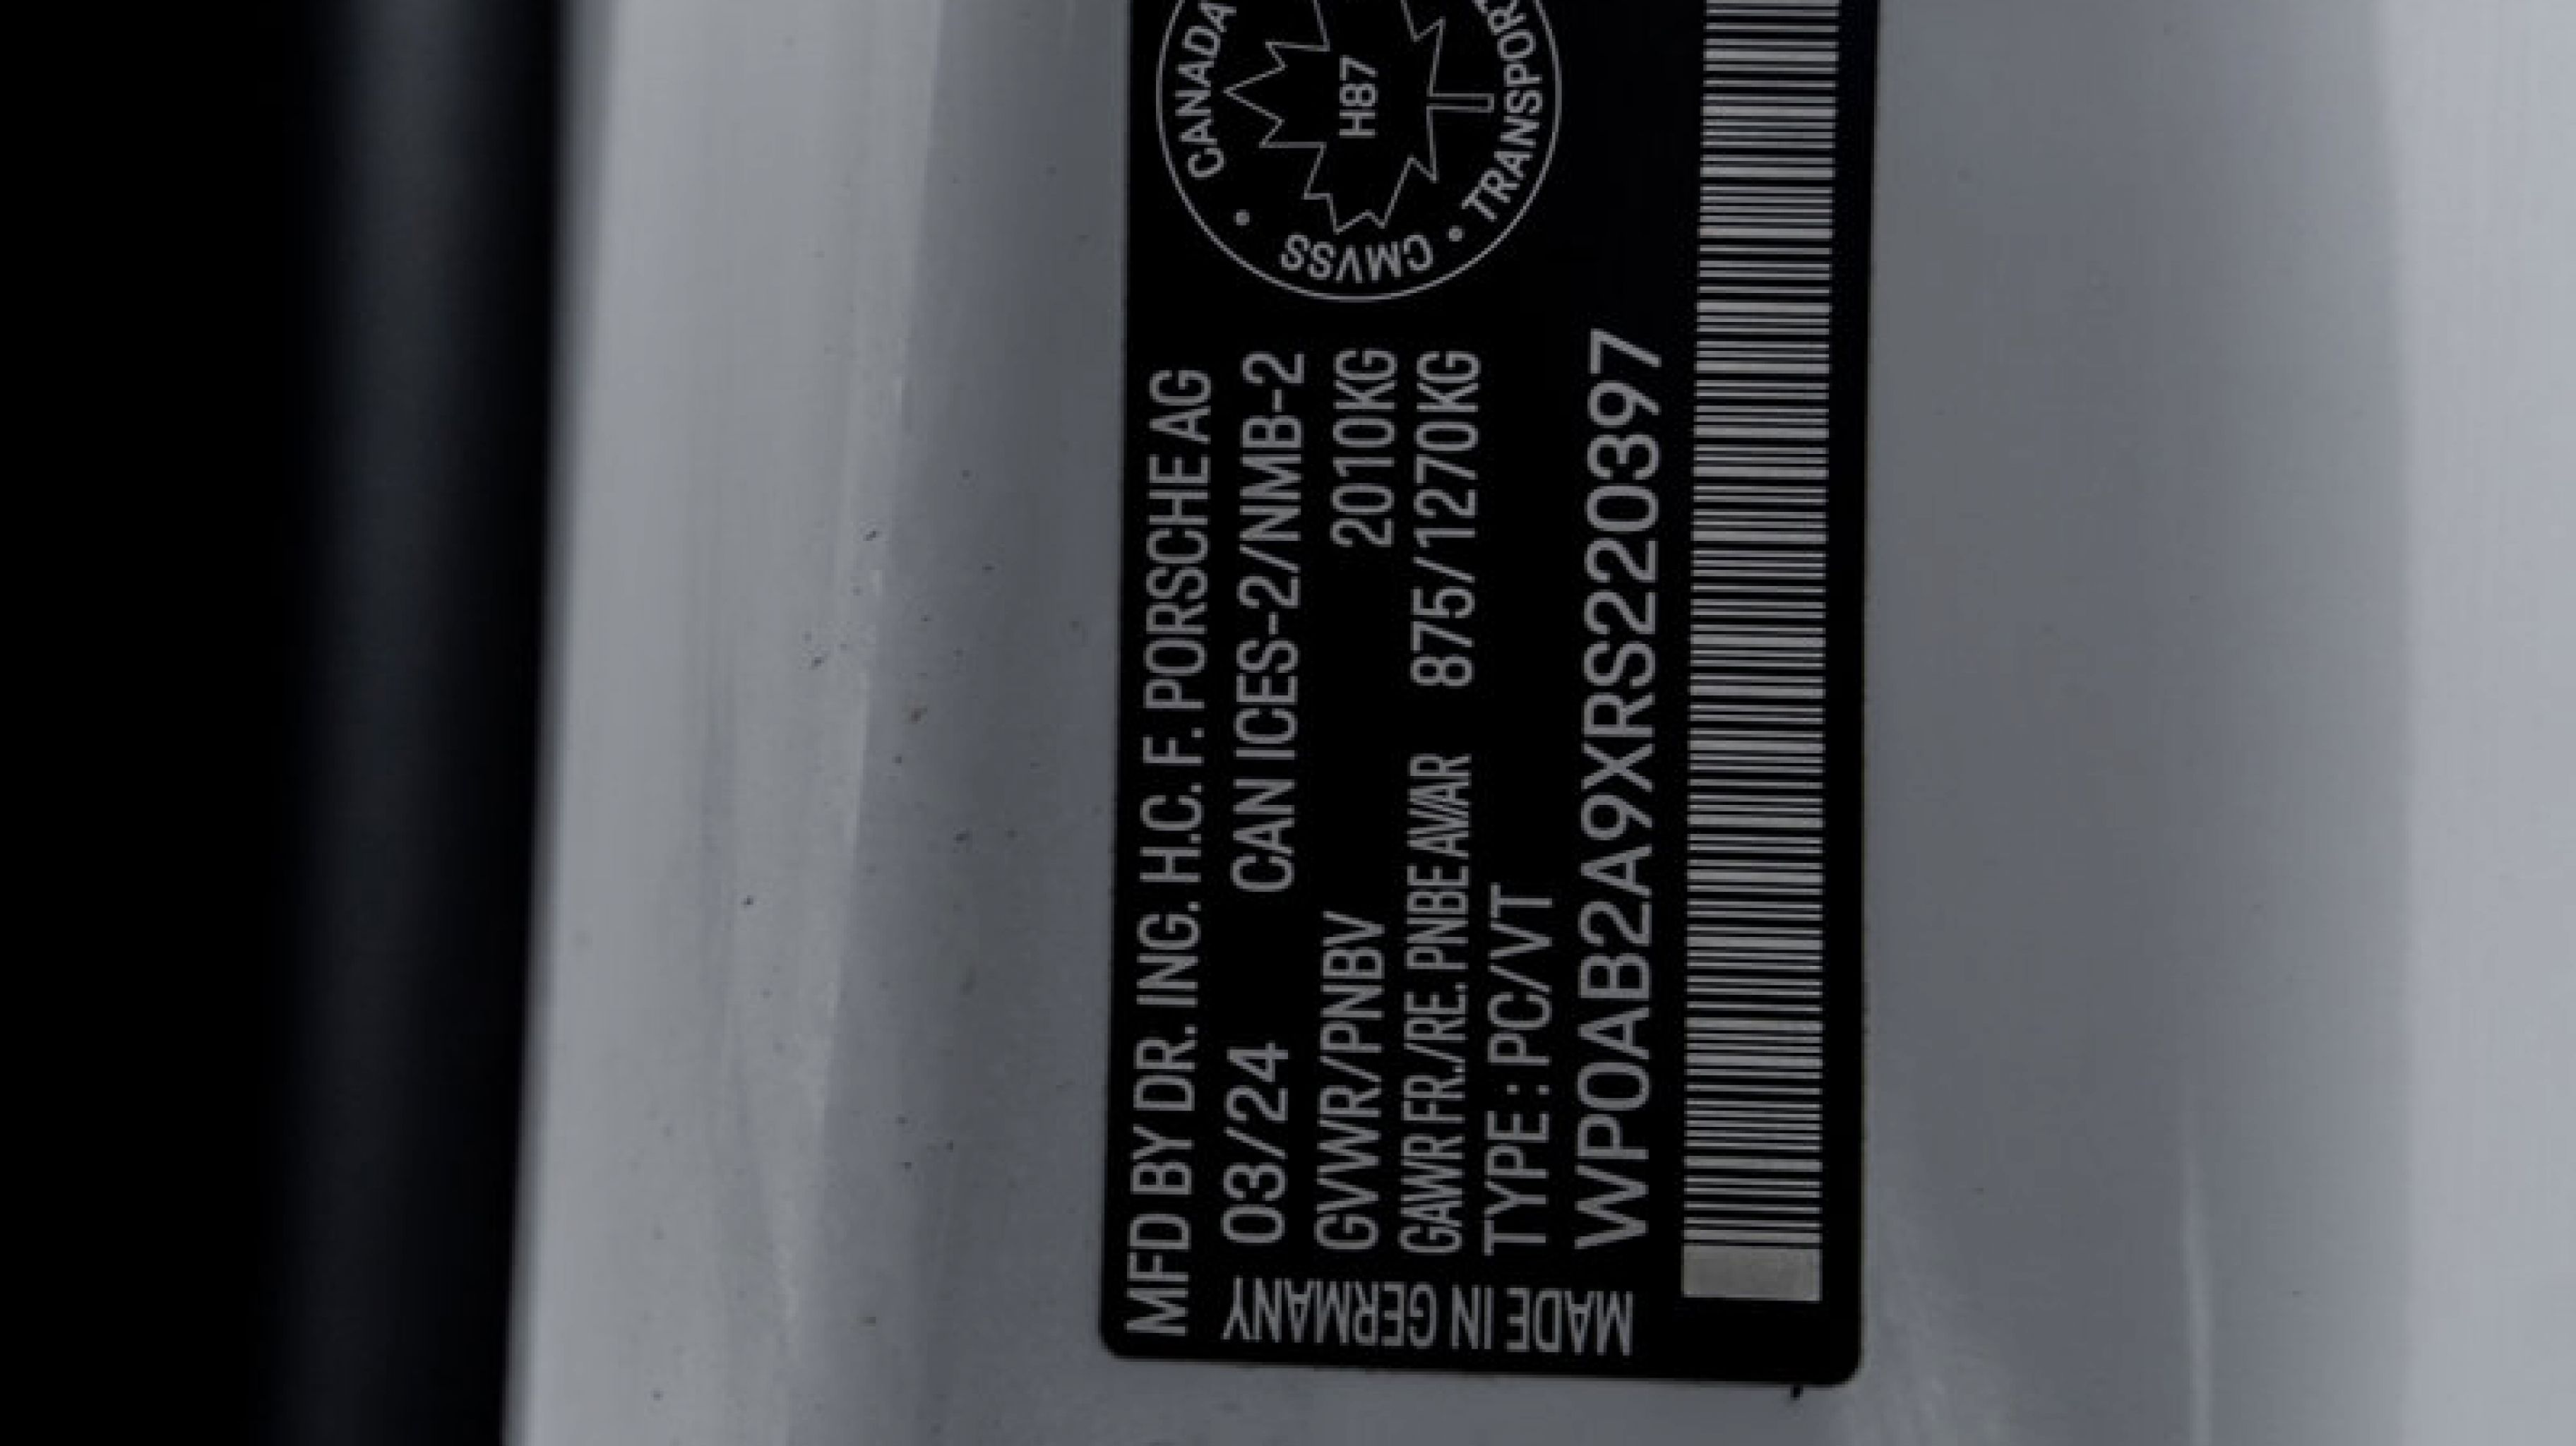 MFD BY DR. ING. H.C. F. PORSCHE AG
03/24 CAN ICES-2/NMB-2
GVWR/PNBV 2010KG
GAWR FR./RE. PNBE AV/AR 875/1270KG
TYPE : PC/VT
WP0AB2A9XRS220397
MADE IN GERMANY
CANADA
H87
• CMVSS •